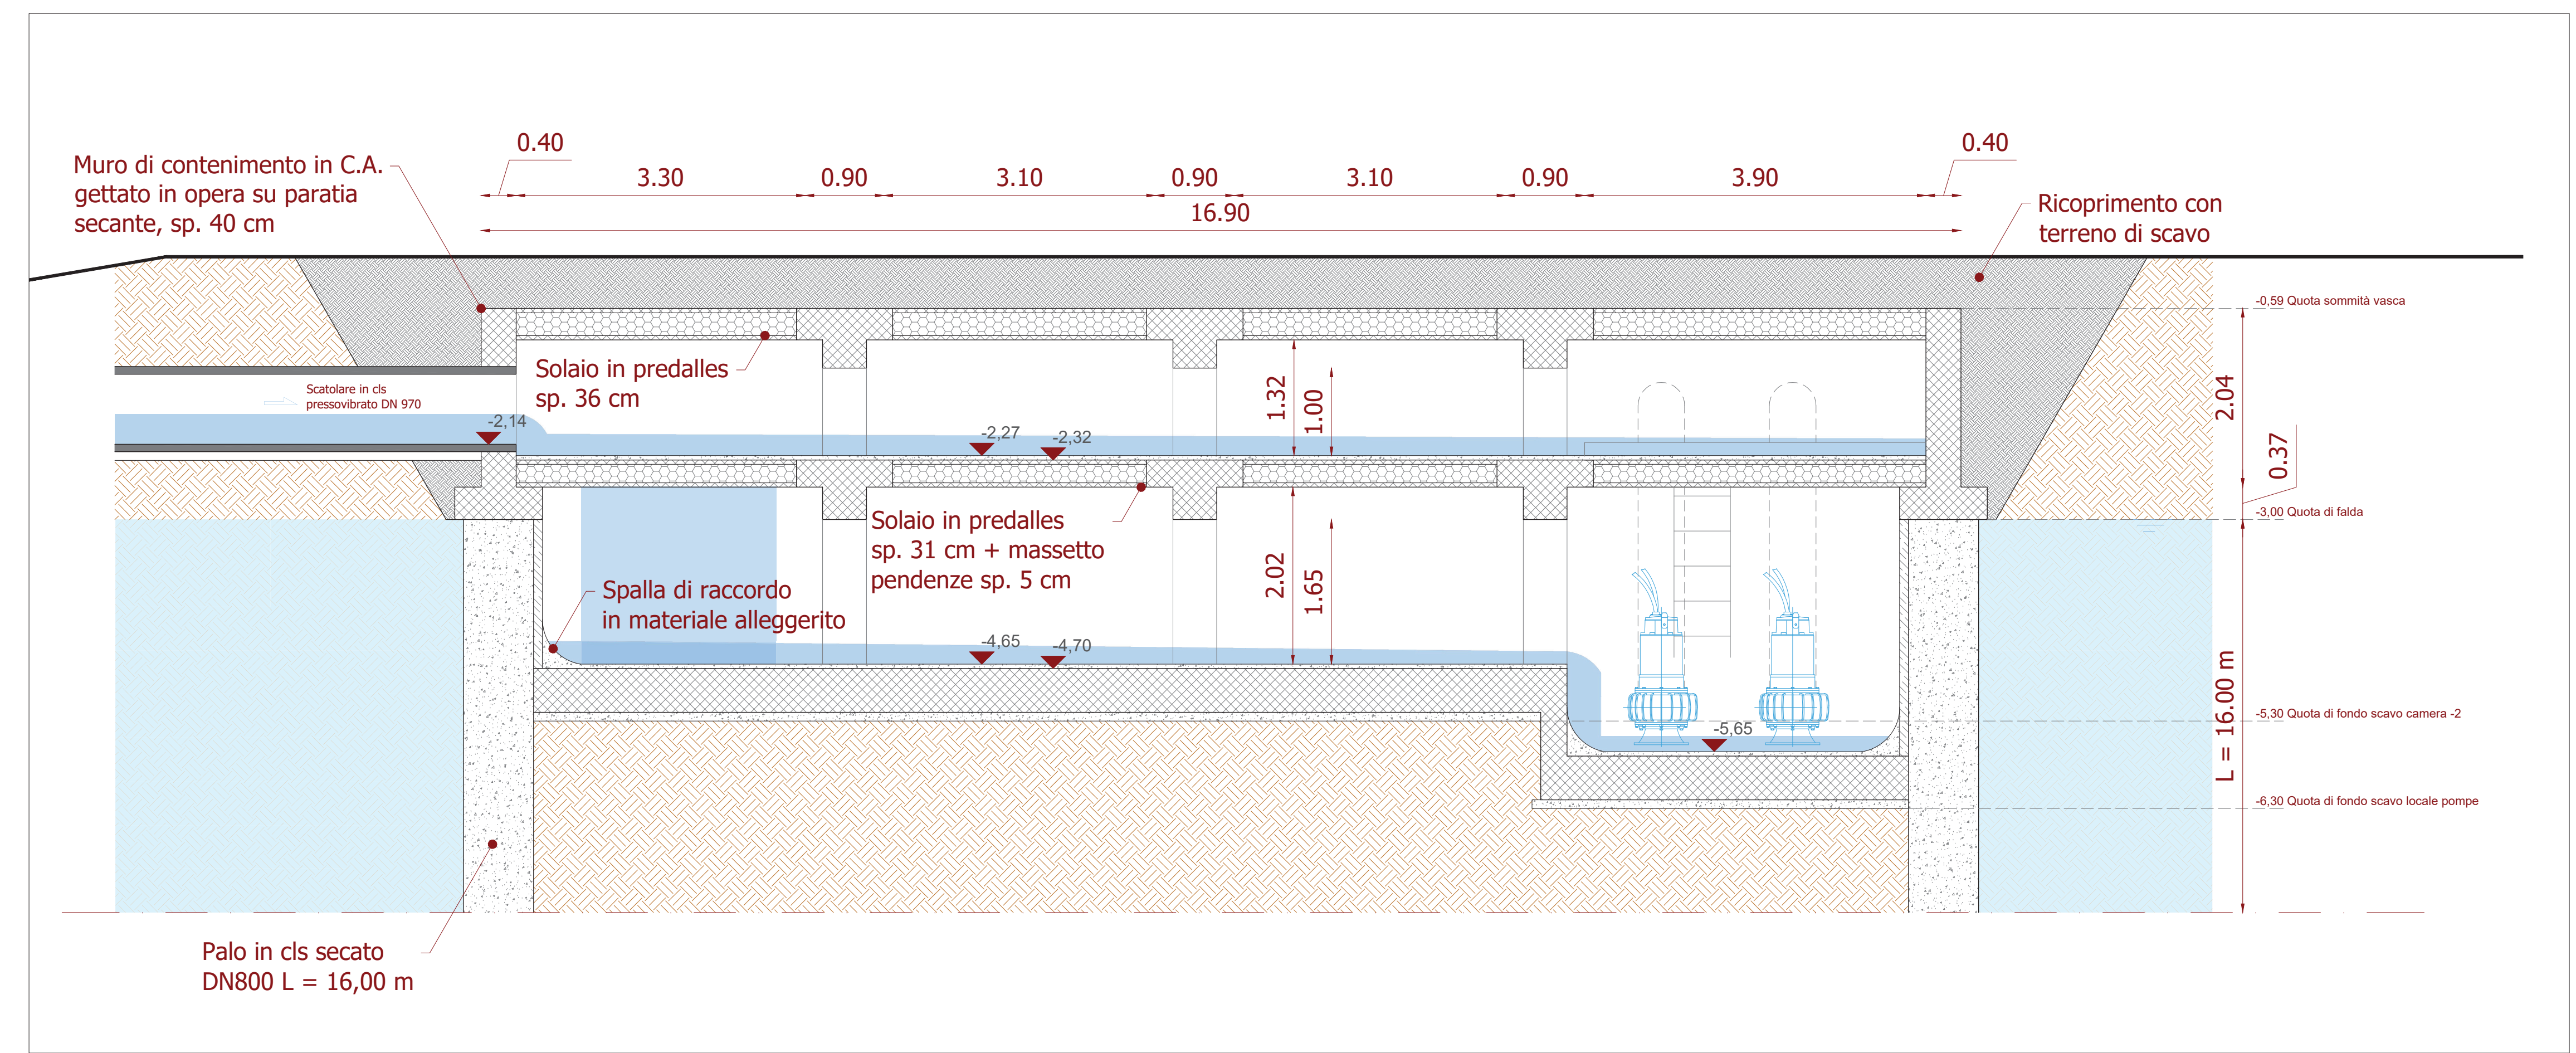 0.40
0.40
Muro di contenimento in C.A.
gettato in opera su paratia
secante, sp. 40 cm
3.30
0.90
3.10
0.90
3.10
0.90
3.90
16.90
Ricoprimento con
terreno di scavo
-0,59 Quota sommità vasca
Solaio in predalles
sp. 36 cm
Scatolare in cls
pressovibrato DN 970
1.32
1.00
2.04
-2,14
-2,27
-2,32
0.37
Solaio in predalles
sp. 31 cm + massetto
pendenze sp. 5 cm
-3,00 Quota di falda
2.02
1.65
Spalla di raccordo
in materiale alleggerito
-4,65
-4,70
L = 16.00 m
-5,30 Quota di fondo scavo camera -2
-5,65
-6,30 Quota di fondo scavo locale pompe
Palo in cls secato
DN800 L = 16,00 m